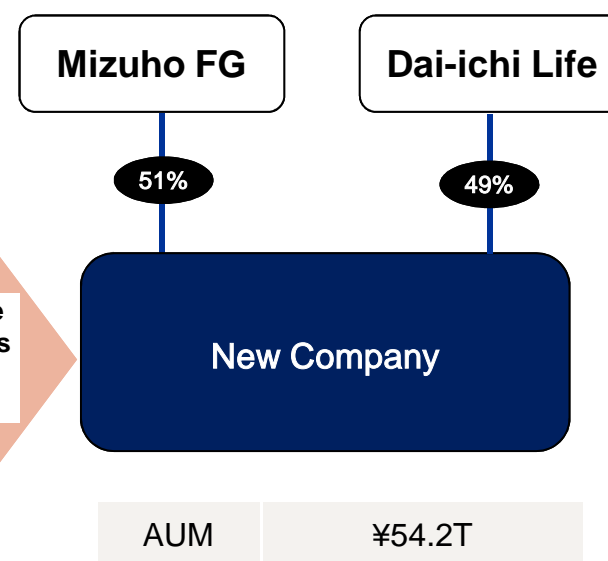 Mizuho FG
Dai-ichi Life
51%
49%
New Company
AUM
¥54.2T